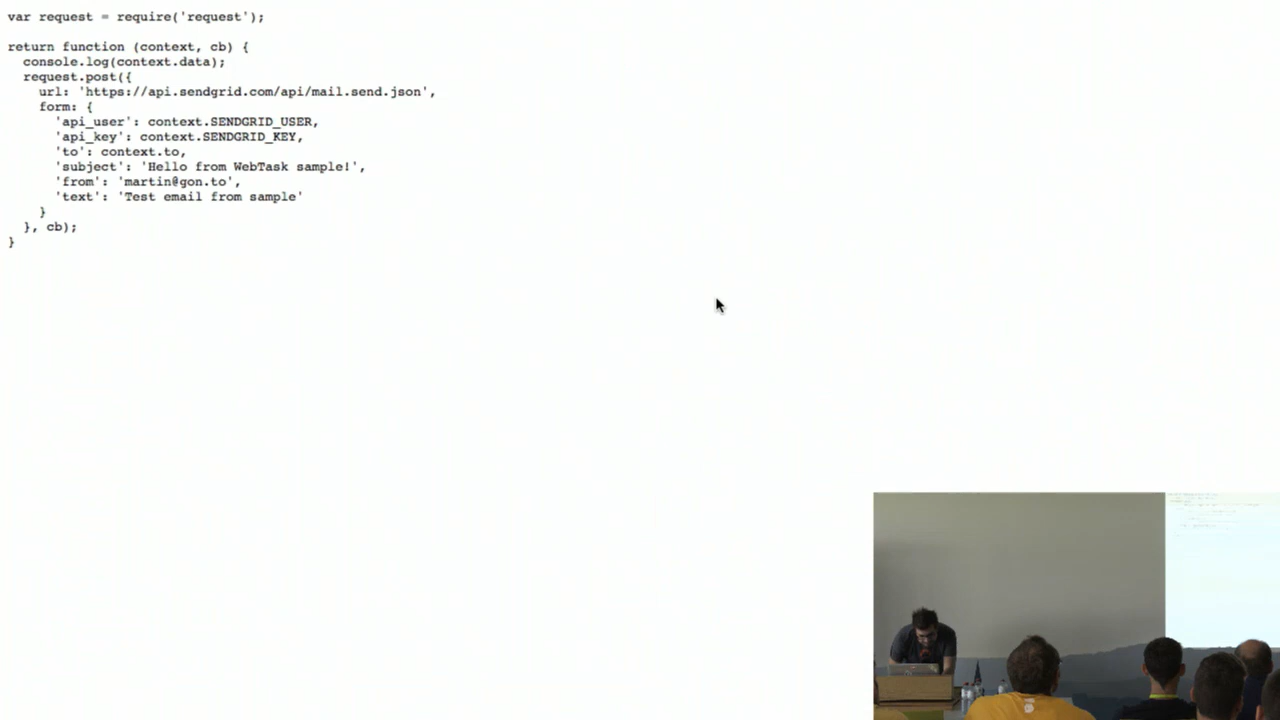 var request = require('request');
return function (context, cb) {
console.log(context.data);
request.post({
url: 'https://api.sendgrid.com/api/mail.send.json',
form: {
'api_user': context.SENDGRID_USER,
'api_key': context.SENDGRID_KEY,
'to': context.to,
'subject': 'Hello from WebTask sample!',
'from': 'martin@gon.to',
'text': 'Test email from sample'
}
}, cb);
}